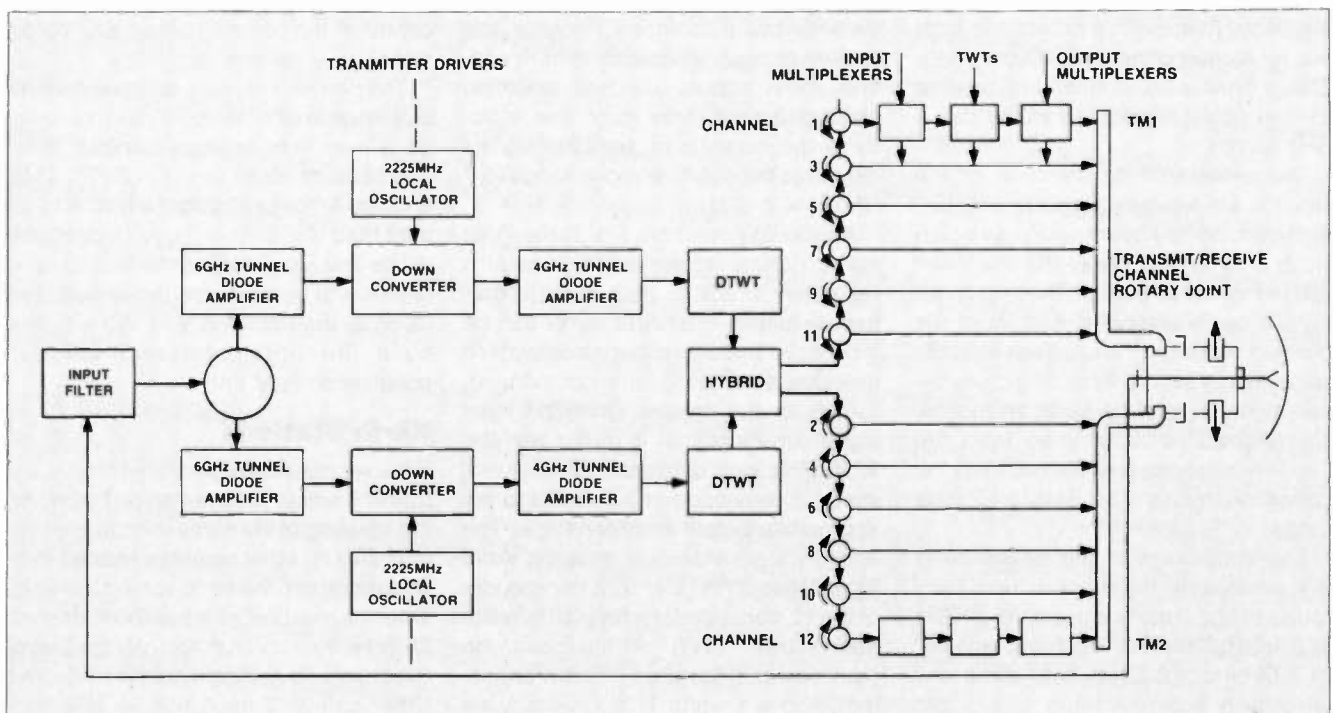 TRANMITTER DRIVERS
INPUT
MULTIPLEXERS
TWTs
OUTPUT
MULTIPLEXERS
CHANNEL
1
TM1
3
2225MHz
LOCAL
OSCILLATOR
5
6GHz TUNNEL
DIODE
AMPLIFIER
DOWN
CONVERTER
4GHz TUNNEL
DIODE
AMPLIFIER
DTWT
7
9
11
TRANSMIT/RECEIVE
CHANNEL
ROTARY JOINT
INPUT
FILTER
HYBRID
2
6GHz TUNNEL
DIODE
AMPLIFIER
DOWN
CONVERTER
4GHz TUNNEL
DIODE
AMPLIFIER
DTWT
4
6
8
10
2225MHz
LOCAL
OSCILLATOR
CHANNEL
12
TM2